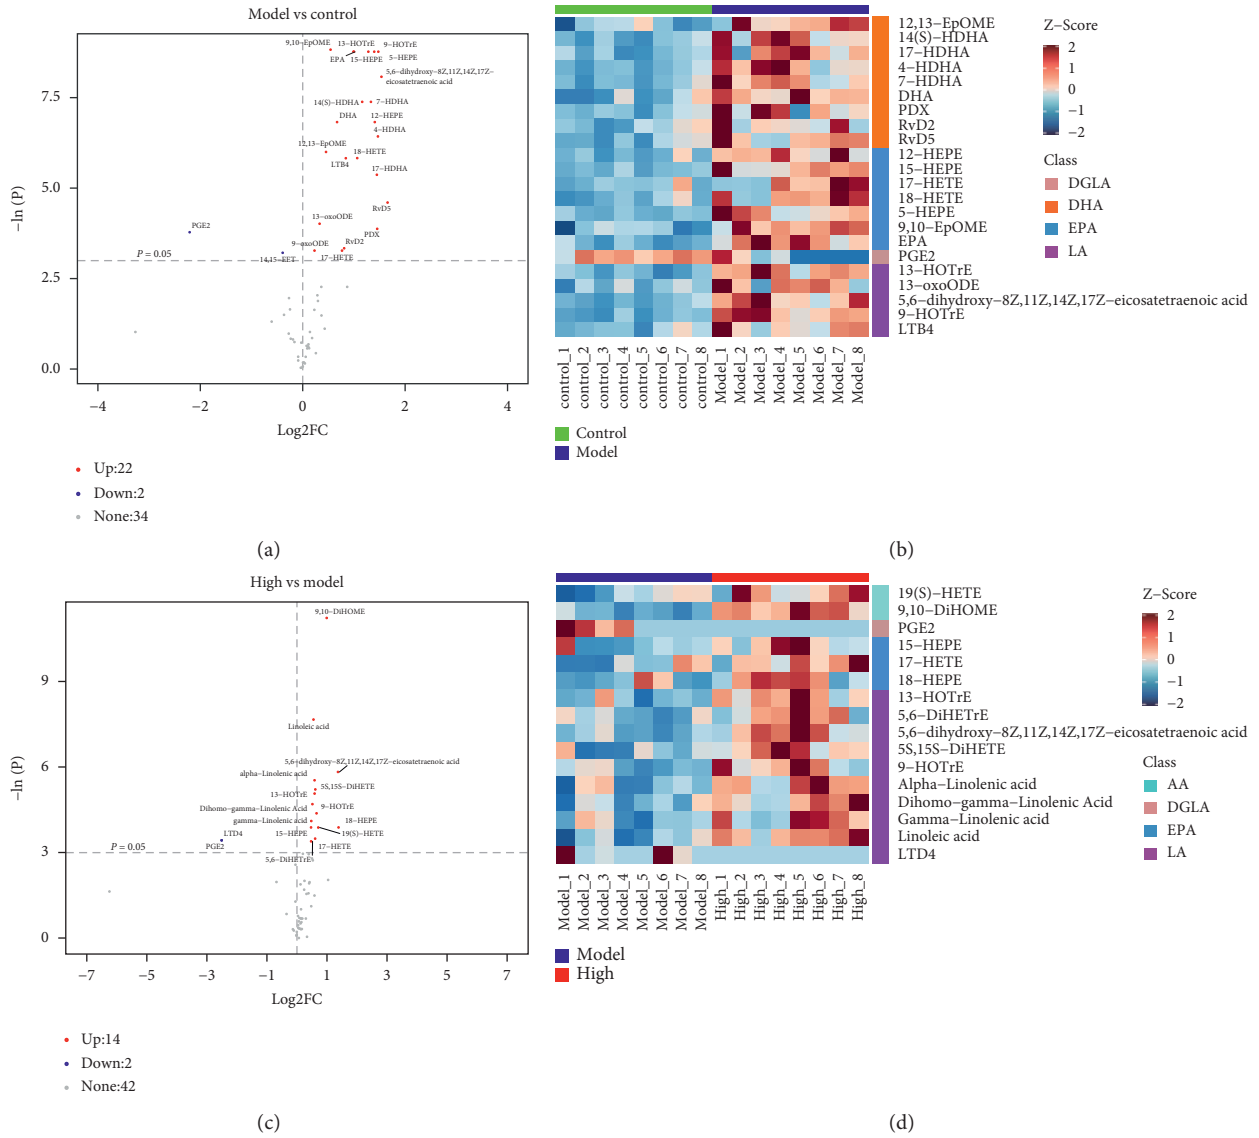 Model vs control
9,10−EpOME
13−HOTrE
9−HOTrE
EPA
15−HEPE
5−HEPE
5,6−dihydroxy−8Z,11Z,14Z,17Z−
eicosatetraenoic acid
14(S)−HDHA
7−HDHA
DHA
12−HEPE
4−HDHA
12,13−EpOME
18−HETE
LTB4
17−HDHA
RvD5
PGE2
13−oxoODE
PDX
9−oxoODE
RvD2
14,15−EET
17−HETE
P = 0.05
7.5
5.0
2.5
0.0
−ln (P)
−4
−2
0
2
4
Log2FC
Up:22
Down:2
None:34
(a)
12,13−EpOME
14(S)−HDHA
17−HDHA
4−HDHA
7−HDHA
DHA
PDX
RvD2
RvD5
12−HEPE
15−HEPE
17−HETE
18−HETE
5−HEPE
9,10−EpOME
EPA
PGE2
13−HOTrE
13−oxoODE
5,6−dihydroxy−8Z,11Z,14Z,17Z−eicosatetraenoic acid
9−HOTrE
LTB4
control_1
control_2
control_3
control_4
control_5
control_6
control_7
control_8
Model_1
Model_2
Model_3
Model_4
Model_5
Model_6
Model_7
Model_8
Control
Model
Z−Score
2
1
0
−1
−2
Class
DGLA
DHA
EPA
LA
(b)
High vs model
9,10−DiHOME
Linoleic acid
5,6−dihydroxy−8Z,11Z,14Z,17Z−eicosatetraenoic acid
alpha−Linolenic acid
5S,15S−DiHETE
13−HOTrE
Dihomo−gamma−Linolenic Acid
9−HOTrE
gamma−Linolenic acid
18−HEPE
LTD4
15−HEPE
19(S)−HETE
PGE2
17−HETE
5,6−DiHETrE
P = 0.05
9
6
3
0
−ln (P)
−7
−5
−3
−1
1
3
5
7
Log2FC
Up:14
Down:2
None:42
(c)
19(S)−HETE
9,10−DiHOME
PGE2
15−HEPE
17−HETE
18−HEPE
13−HOTrE
5,6−DiHETrE
5,6−dihydroxy−8Z,11Z,14Z,17Z−eicosatetraenoic acid
5S,15S−DiHETE
9−HOTrE
Alpha−Linolenic acid
Dihomo−gamma−Linolenic Acid
Gamma−Linolenic acid
Linoleic acid
LTD4
Model_1
Model_2
Model_3
Model_4
Model_5
Model_6
Model_7
Model_8
High_1
High_2
High_3
High_4
High_5
High_6
High_7
High_8
Model
High
Z−Score
2
1
0
−1
−2
Class
AA
DGLA
EPA
LA
(d)